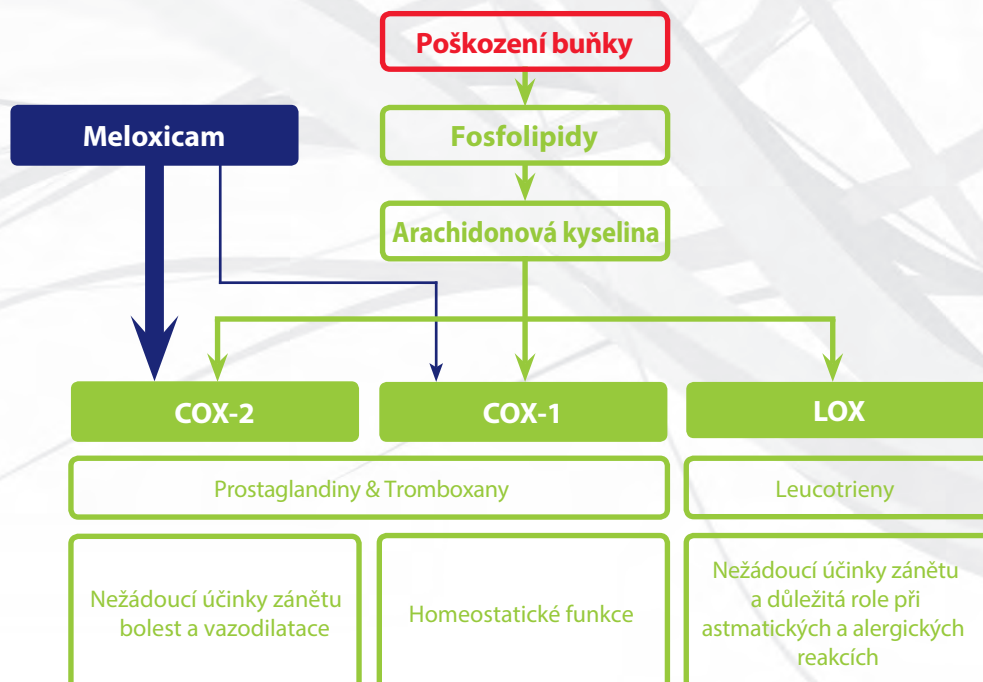 Poškození buňky
Meloxicam
Fosfolipidy
Arachidonová kyselina
COX-2
COX-1
LOX
Prostaglandiny & Tromboxany
Leucotrieny
Nežádoucí účinky zánětu
bolest a vazodilatace
Homeostatické funkce
Nežádoucí účinky zánětu
a důležitá role při
astmatických a alergických
reakcích